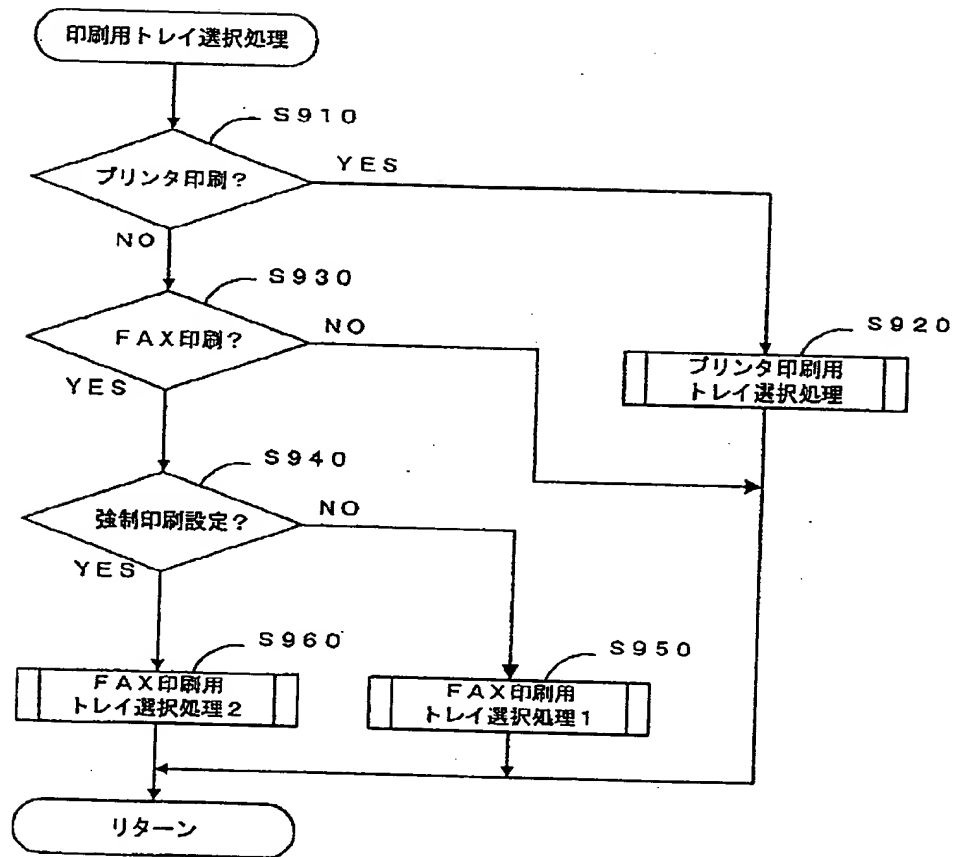 印刷用トレイ選択処理
S910
プリンタ印刷?
YES
NO
S930
FAX印刷?
NO
YES
S920
プリンタ印刷用
トレイ選択処理
S940
強制印刷設定?
NO
YES
S960
FAX印刷用
トレイ選択処理2
S950
FAX印刷用
トレイ選択処理1
リターン